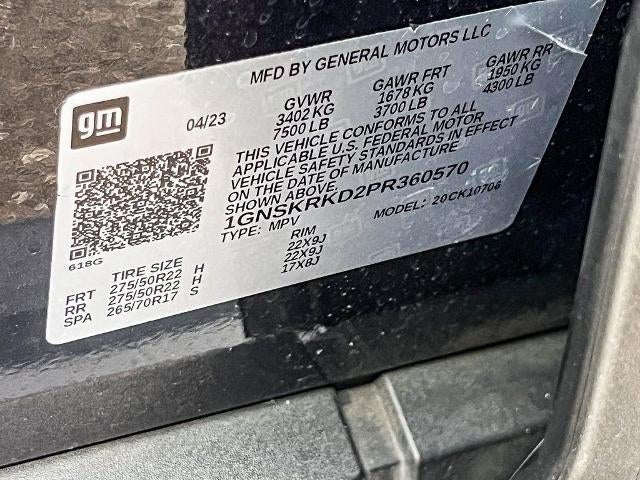 MFD BY GENERAL MOTORS LLC
gm
04/23
GVWR GAWR FRT GAWR RR
3402 KG 1678 KG 1950 KG
7500 LB 3700 LB 4300 LB
THIS VEHICLE CONFORMS TO ALL
APPLICABLE U.S. FEDERAL MOTOR
VEHICLE SAFETY STANDARDS IN EFFECT
ON THE DATE OF MANUFACTURE
SHOWN ABOVE.
1GNSKRKD2PR360570
TYPE: MPV MODEL: 20CK10706
618G
TIRE SIZE RIM
FRT 275/50R22 H 22X9J
RR 275/50R22 H 22X9J
SPA 265/70R17 S 17X8J